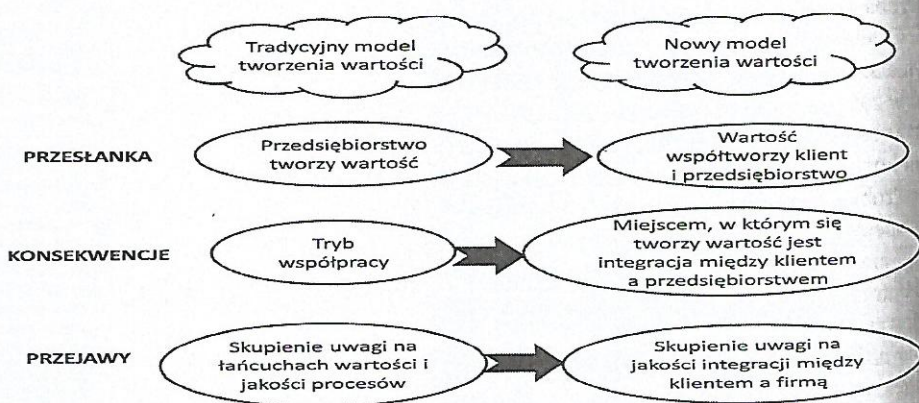 Tradycyjny model
tworzenia wartości
Nowy model
tworzenia wartości
PRZESŁANKA
Przedsiębiorstwo
tworzy wartość
Wartość
współtworzy klient
i przedsiębiorstwo
KONSEKWENCJE
Tryb
współpracy
Miejscem, w którym się
tworzy wartość jest
integracja między klientem
a przedsiębiorstwem
PRZEJAWY
Skupienie uwagi na
łańcuchach wartości i
jakości procesów
Skupienie uwagi na
jakości integracji między
klientem a firmą